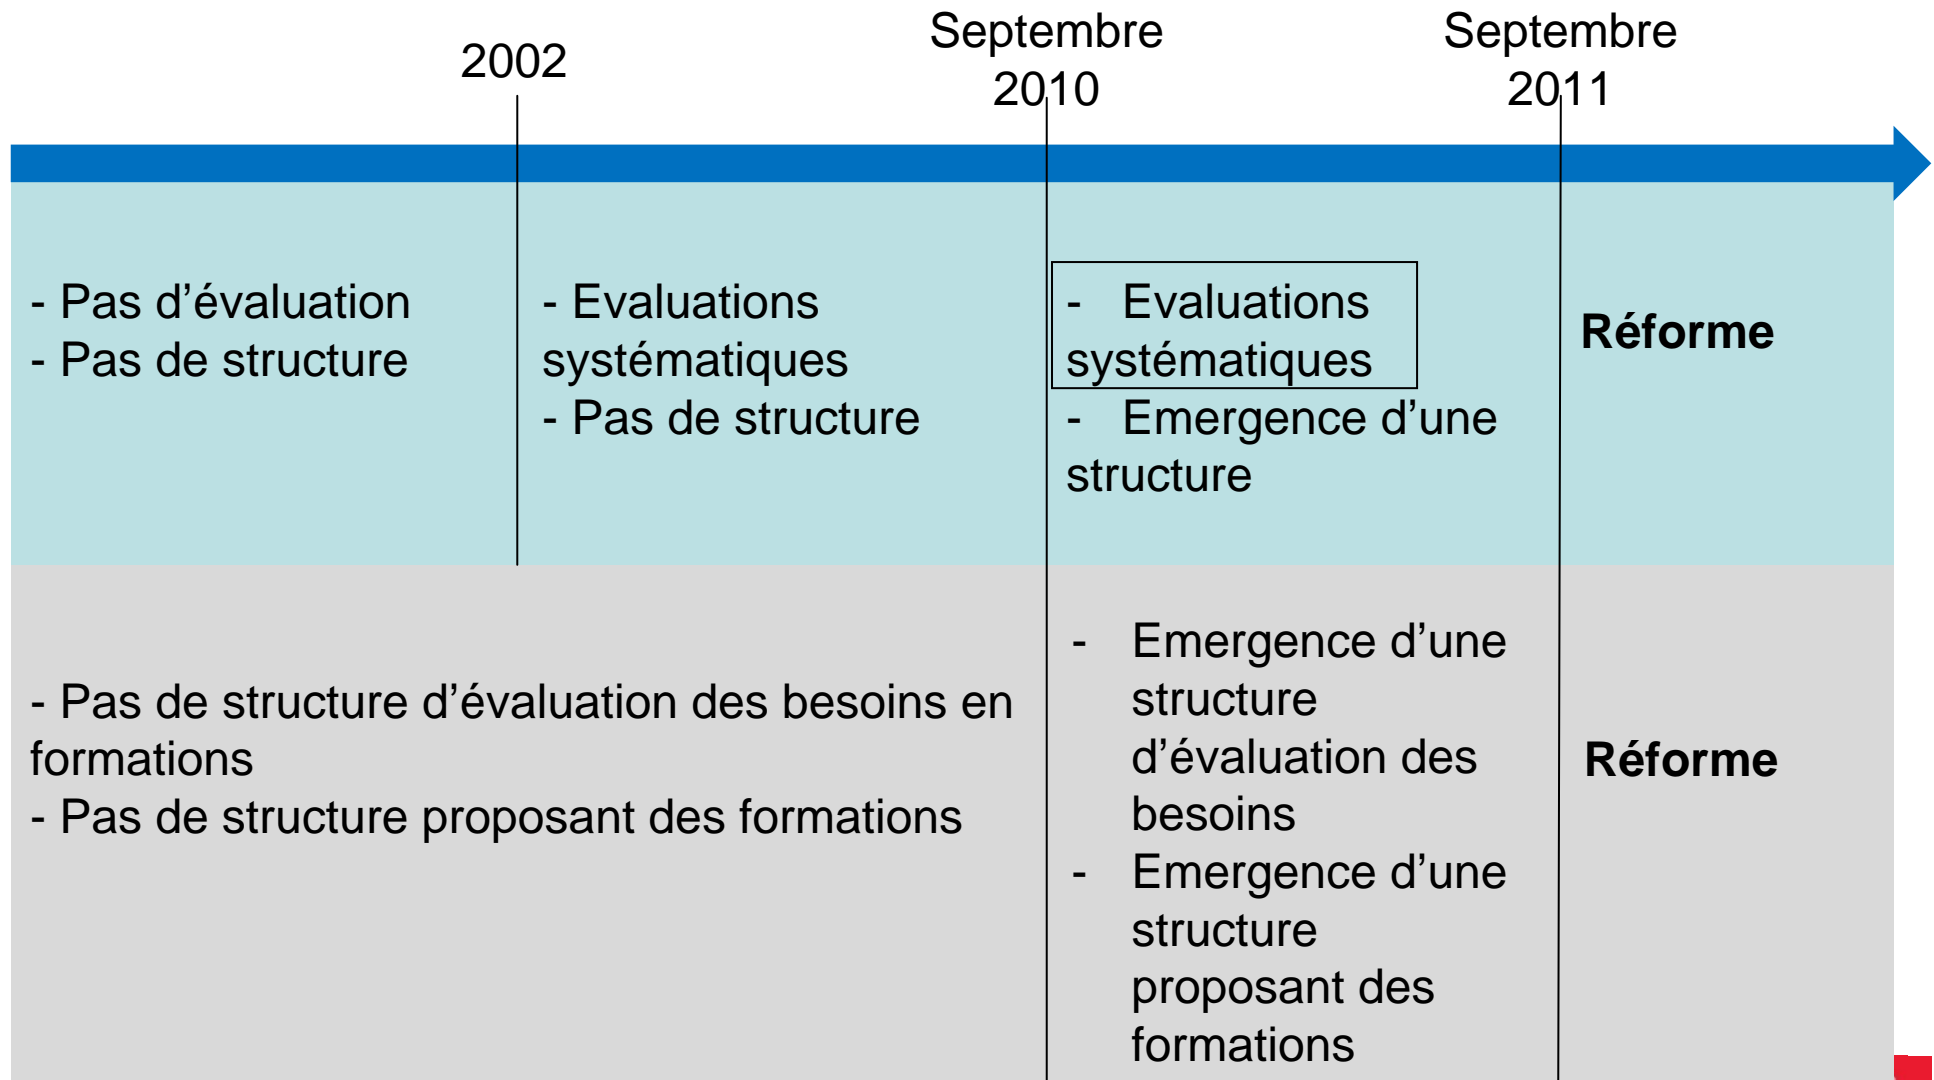 2002
Septembre
2010
Septembre
2011
- Pas d’évaluation
- Pas de structure
- Evaluations
systématiques
- Pas de structure
- Evaluations
systématiques
- Emergence d’une
structure
Réforme
- Pas de structure d’évaluation des besoins en
formations
- Pas de structure proposant des formations
- Emergence d’une
structure
d’évaluation des
besoins
- Emergence d’une
structure
proposant des
formations
Réforme